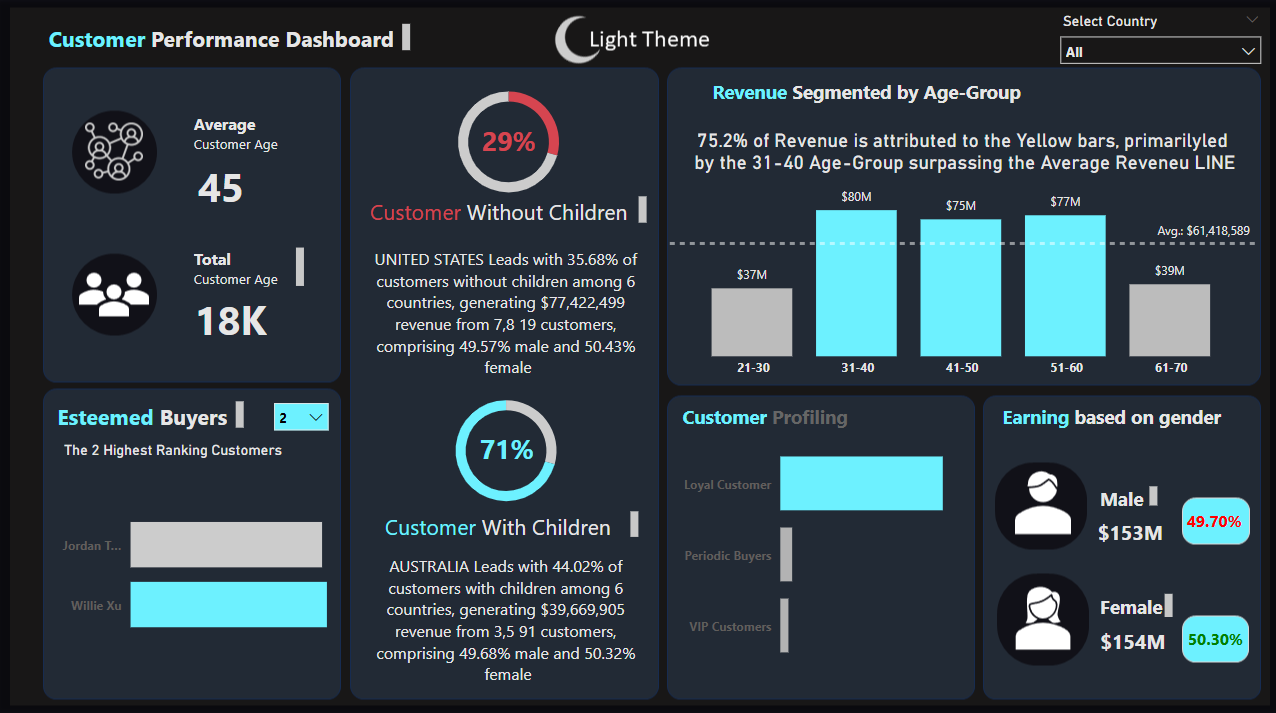 Customer Performance Dashboard
Light Theme
Select Country
All
Average
Customer Age
45
Total
Customer Age
18K
Esteemed Buyers
2
The 2 Highest Ranking Customers
Jordan T...
Willie Xu
29%
Customer Without Children
UNITED STATES Leads with 35.68% of
customers without children among 6
countries, generating $77,422,499
revenue from 7,8 19 customers,
comprising 49.57% male and 50.43%
female
71%
Customer With Children
AUSTRALIA Leads with 44.02% of
customers with children among 6
countries, generating $39,669,905
revenue from 3,5 91 customers,
comprising 49.68% male and 50.32%
female
Revenue Segmented by Age-Group
75.2% of Revenue is attributed to the Yellow bars, primarilyled
by the 31-40 Age-Group surpassing the Average Reveneu LINE
$37M
$80M
$75M
$77M
$39M
Avg.: $61,418,589
21-30
31-40
41-50
51-60
61-70
Customer Profiling
Loyal Customer
Periodic Buyers
VIP Customers
Earning based on gender
Male
$153M
49.70%
Female
$154M
50.30%